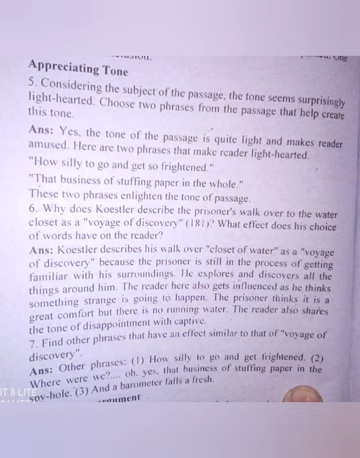 Appreciating Tone
5. Considering the subject of the passage, the tone seems surprisingly
light-hearted. Choose two phrases from the passage that help create
this tone.
Ans: Yes, the tone of the passage is quite light and makes reader
amused. Here are two phrases that make reader light-hearted.
"How silly to go and get so frightened."
"That business of stuffing paper in the whole."
These two phrases enlighten the tone of passage.
6. Why does Koestler describe the prisoner's walk over to the water
closet as a "voyage of discovery" (181)? What effect does his choice
of words have on the reader?
Ans: Koestler describes his walk over "closet of water" as a "voyage
of discovery" because the prisoner is still in the process of getting
familiar with his surroundings. He explores and discovers all the
things around him. The reader here also gets influenced as he thinks
something strange is going to happen. The prisoner thinks it is a
great comfort but there is no running water. The reader also shares
the tone of disappointment with captive.
7. Find other phrases that have an effect similar to that of "voyage of
discovery".
Ans: Other phrases: (1) How silly to go and get frightened. (2)
Where were we?.... oh, yes, that business of stuffing paper in the
spy-hole. (3) And a barometer falls a fresh.